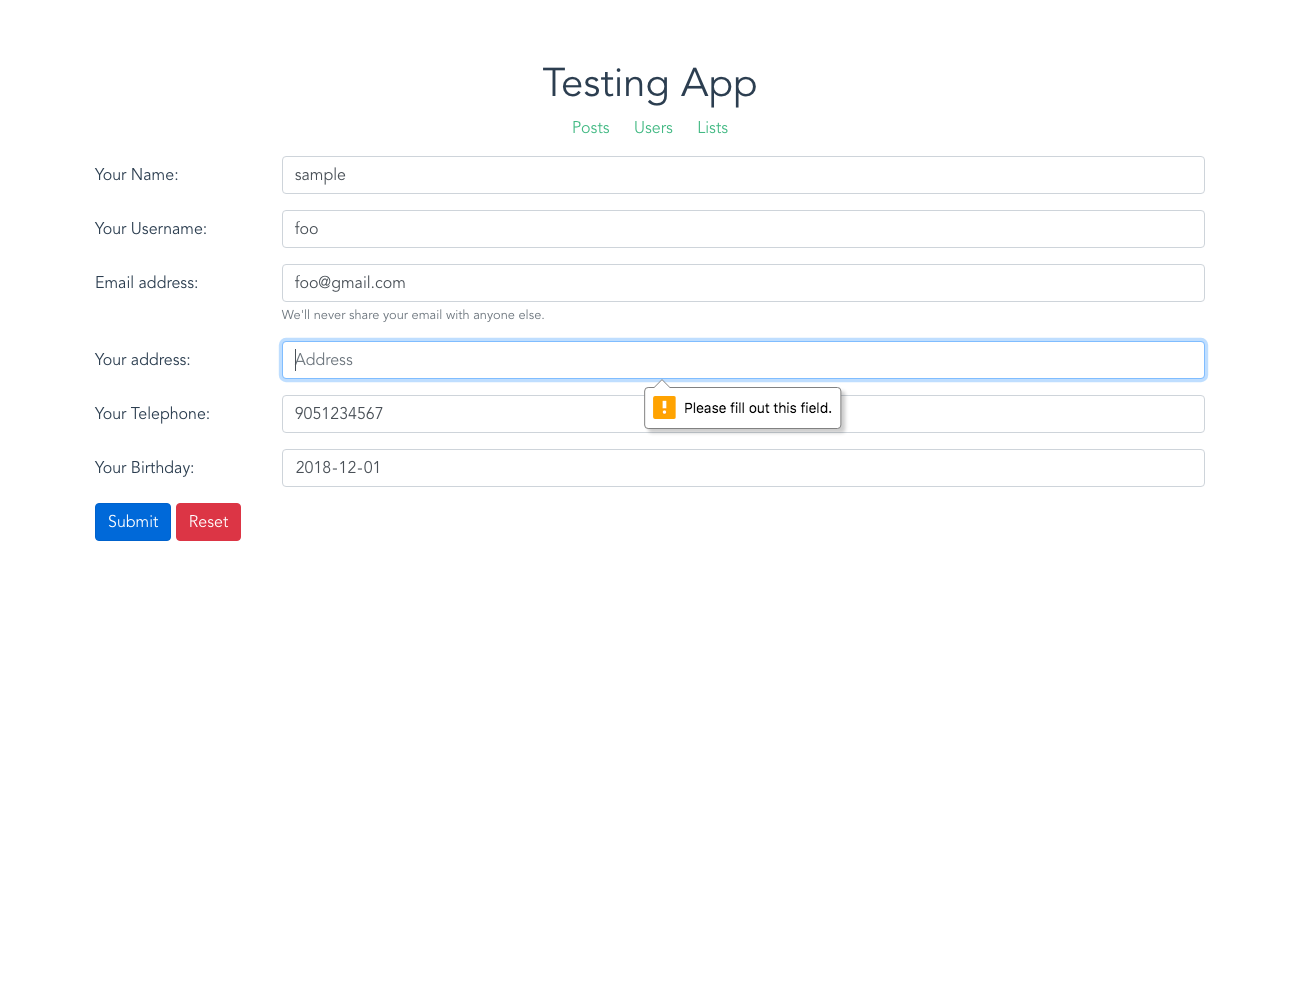 Testing App
Posts Users Lists
Your Name: sample
Your Username: foo
Email address: foo@gmail.com
We'll never share your email with anyone else.
Your address: Address
Please fill out this field.
Your Telephone: 9051234567
Your Birthday: 2018-12-01
Submit Reset